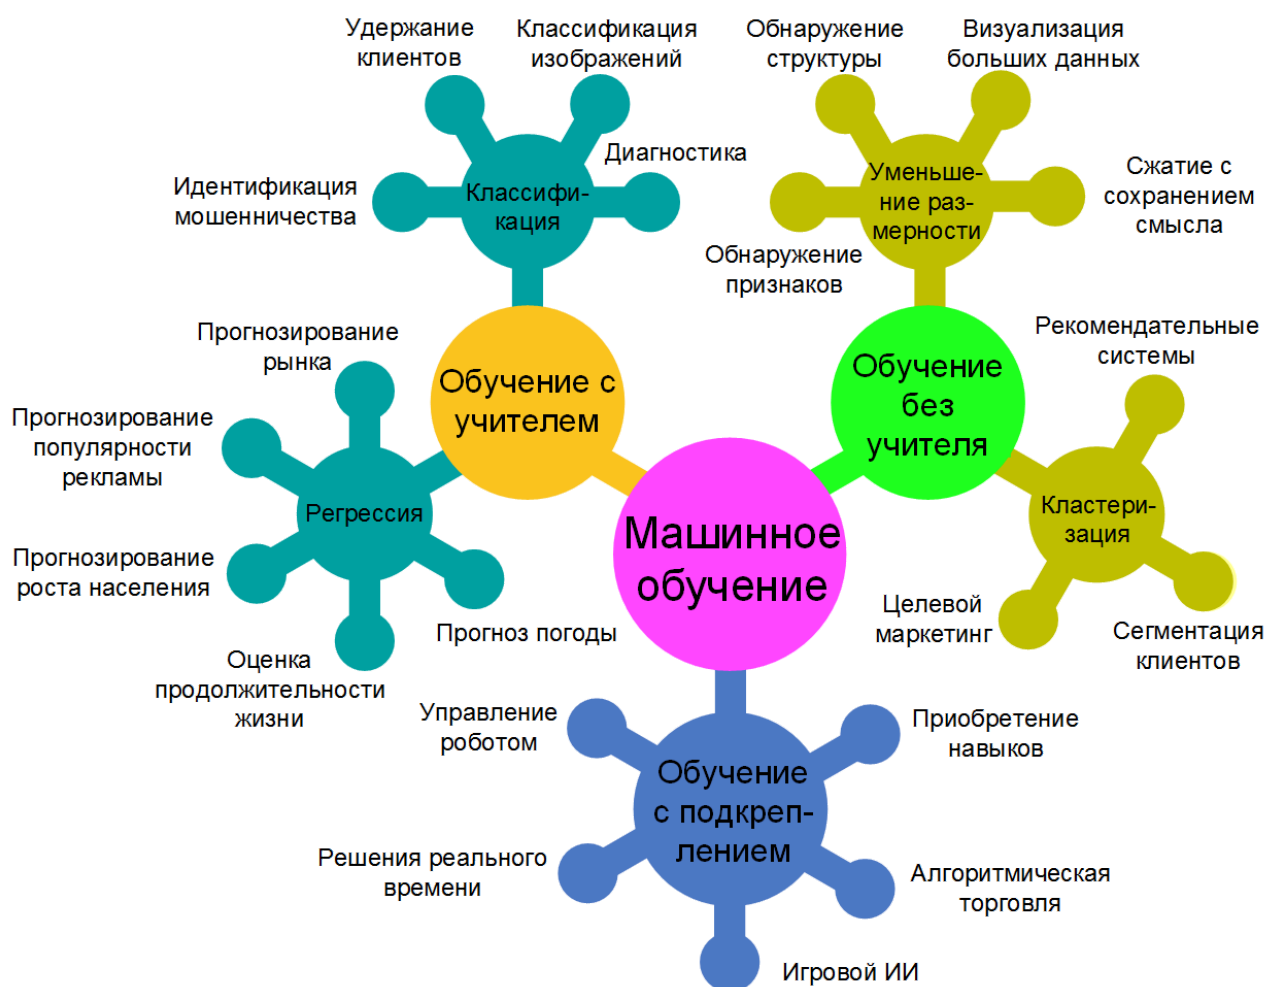 Удержание
клиентов
Классификация
изображений
Обнаружение
структуры
Визуализация
больших данных
Идентификация
мошенничества
Классифи-
кация
Диагностика
Уменьше-
ние раз-
мерности
Сжатие с
сохранением
смысла
Обнаружение
признаков
Прогнозирование
рынка
Обучение с
учителем
Обучение
без
учителя
Рекомендательные
системы
Прогнозирование
популярности
рекламы
Регрессия
Машинное
обучение
Кластери-
зация
Прогнозирование
роста населения
Прогноз погоды
Целевой
маркетинг
Сегментация
клиентов
Оценка
продолжительности
жизни
Управление
роботом
Обучение
с подкреп-
лением
Приобретение
навыков
Решения реального
времени
Алгоритмическая
торговля
Игровой ИИ